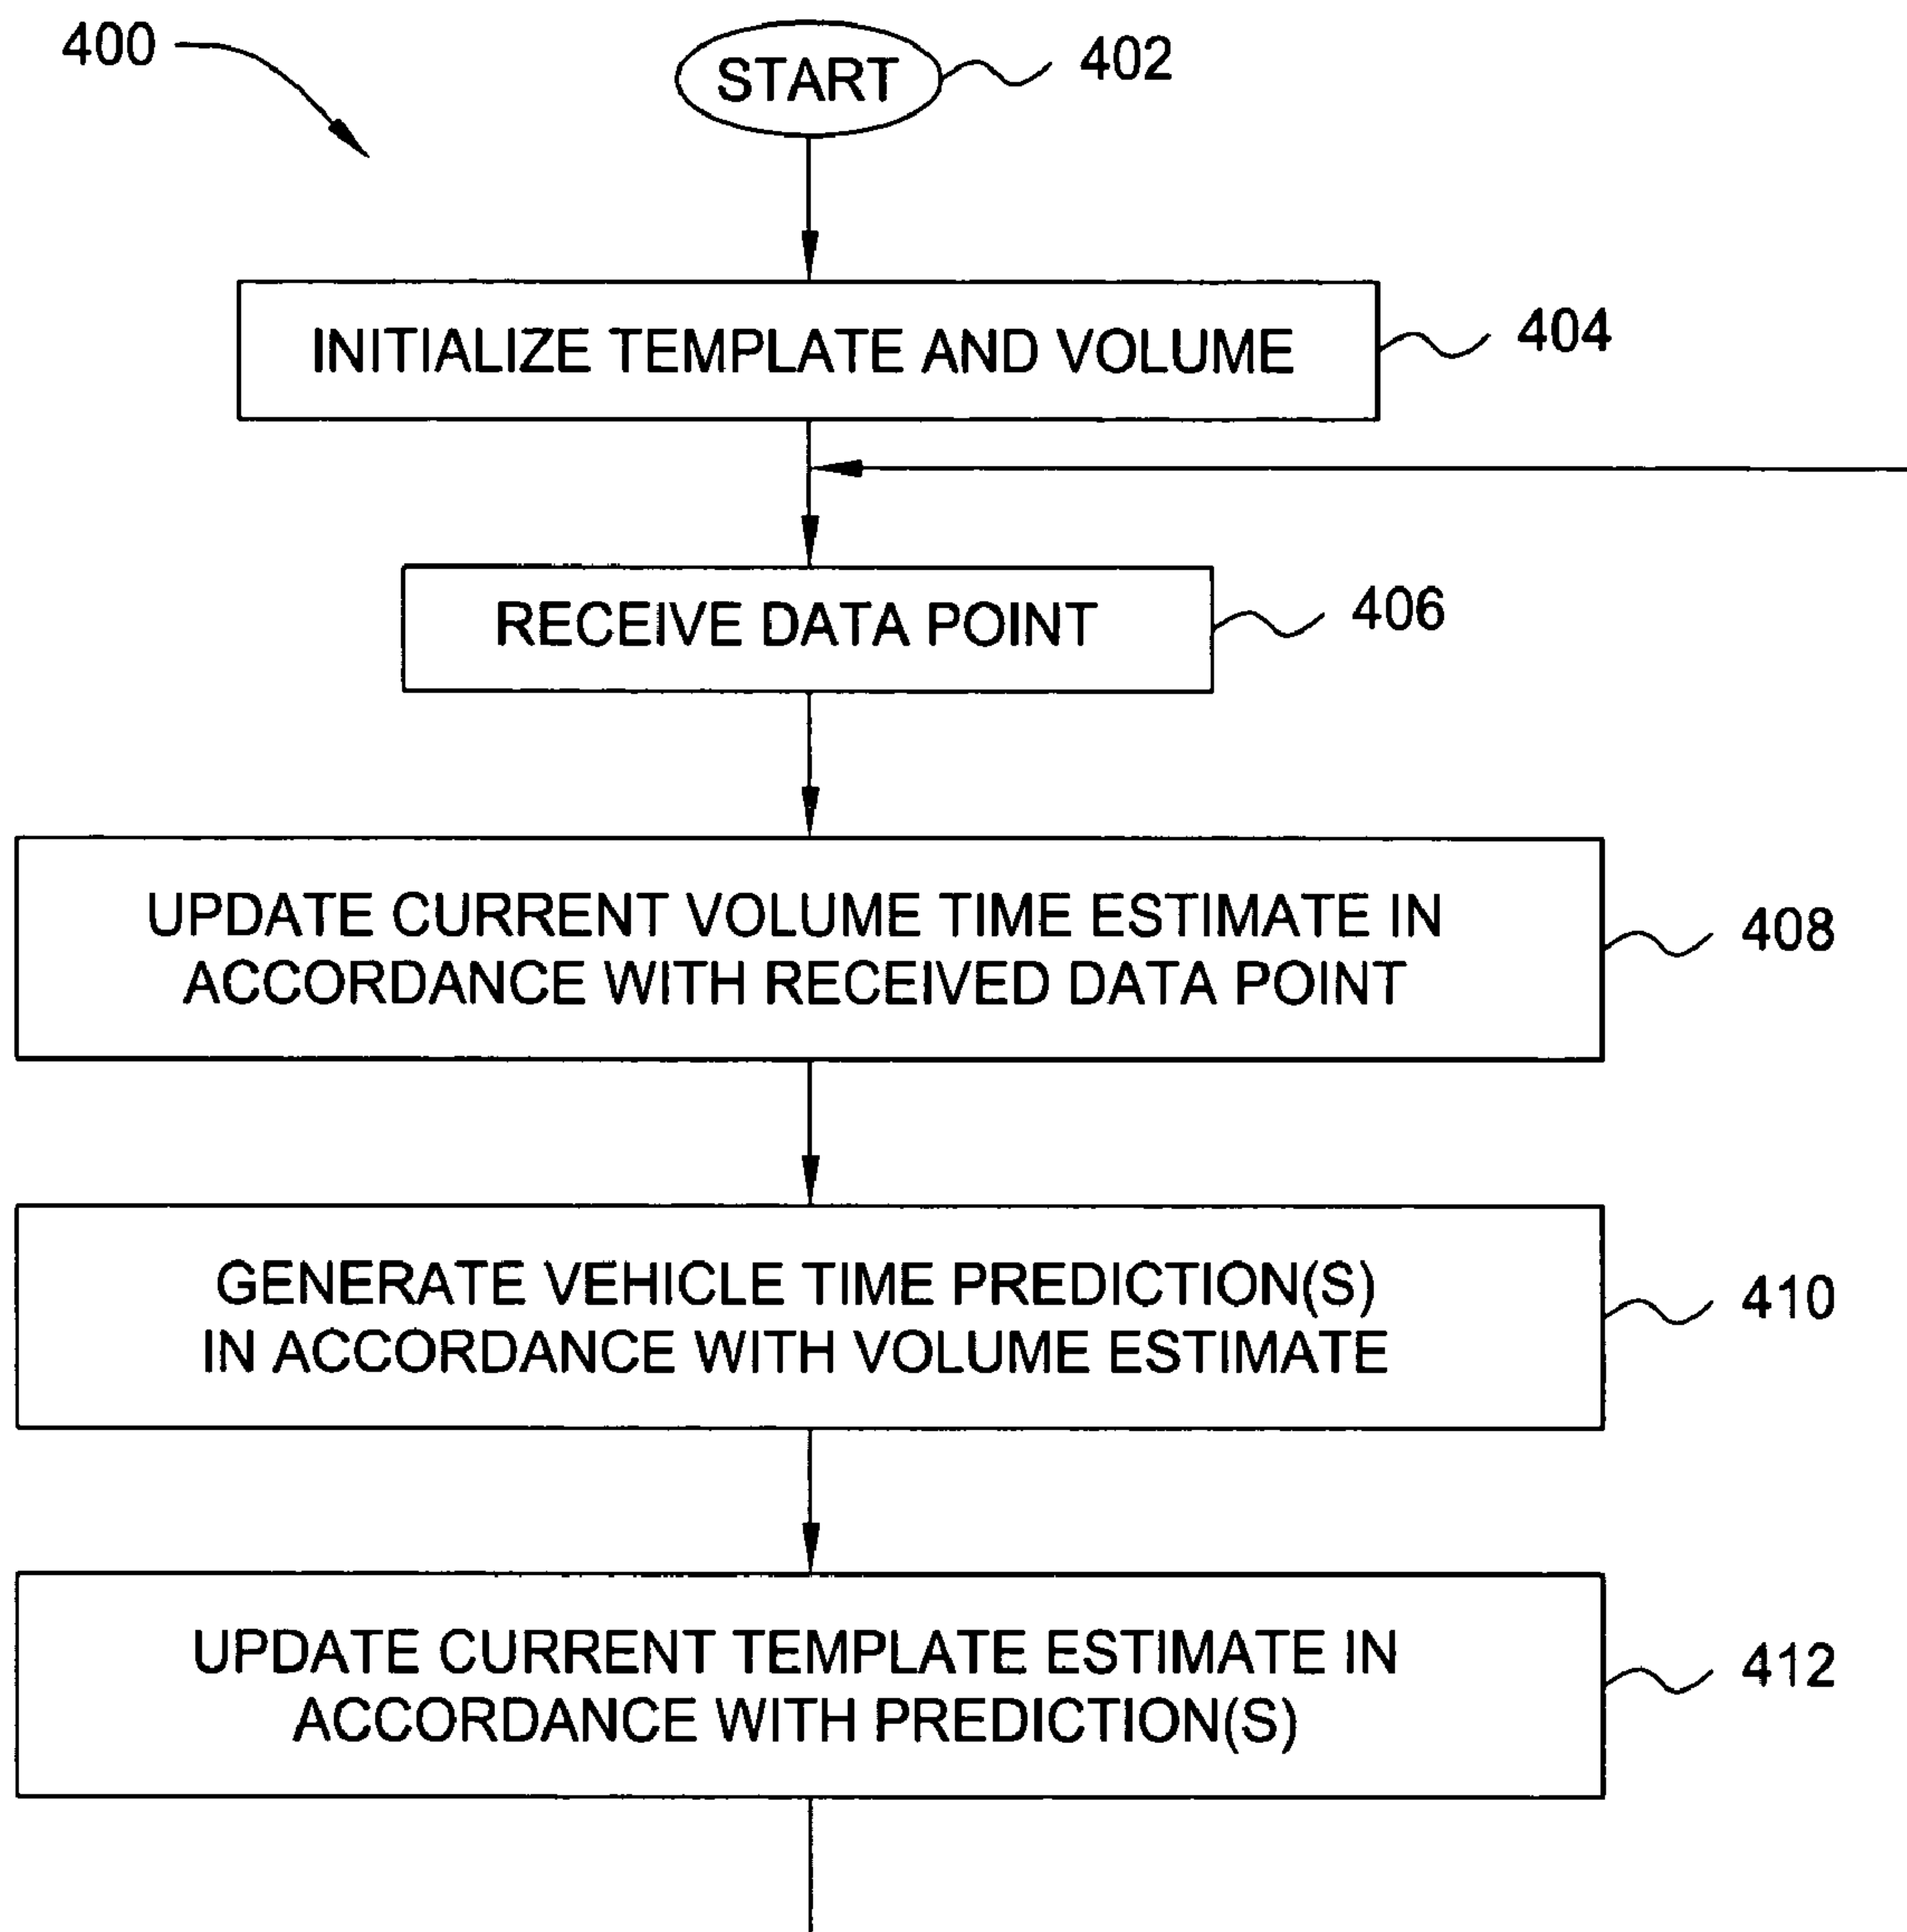 400
START
402
INITIALIZE TEMPLATE AND VOLUME
404
RECEIVE DATA POINT
406
UPDATE CURRENT VOLUME TIME ESTIMATE IN
ACCORDANCE WITH RECEIVED DATA POINT
408
GENERATE VEHICLE TIME PREDICTION(S)
IN ACCORDANCE WITH VOLUME ESTIMATE
410
UPDATE CURRENT TEMPLATE ESTIMATE IN
ACCORDANCE WITH PREDICTION(S)
412